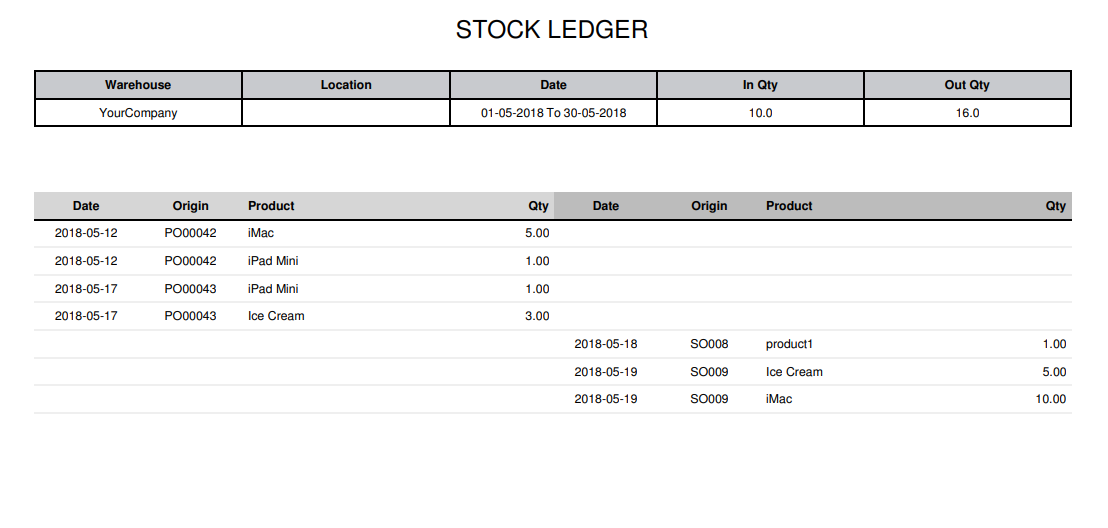 STOCK LEDGER
Warehouse Location Date In Qty Out Qty
YourCompany 01-05-2018 To 30-05-2018 10.0 16.0
Date Origin Product Qty Date Origin Product Qty
2018-05-12 PO00042 iMac 5.00
2018-05-12 PO00042 iPad Mini 1.00
2018-05-17 PO00043 iPad Mini 1.00
2018-05-17 PO00043 Ice Cream 3.00
2018-05-18 SO008 product1 1.00
2018-05-19 SO009 Ice Cream 5.00
2018-05-19 SO009 iMac 10.00